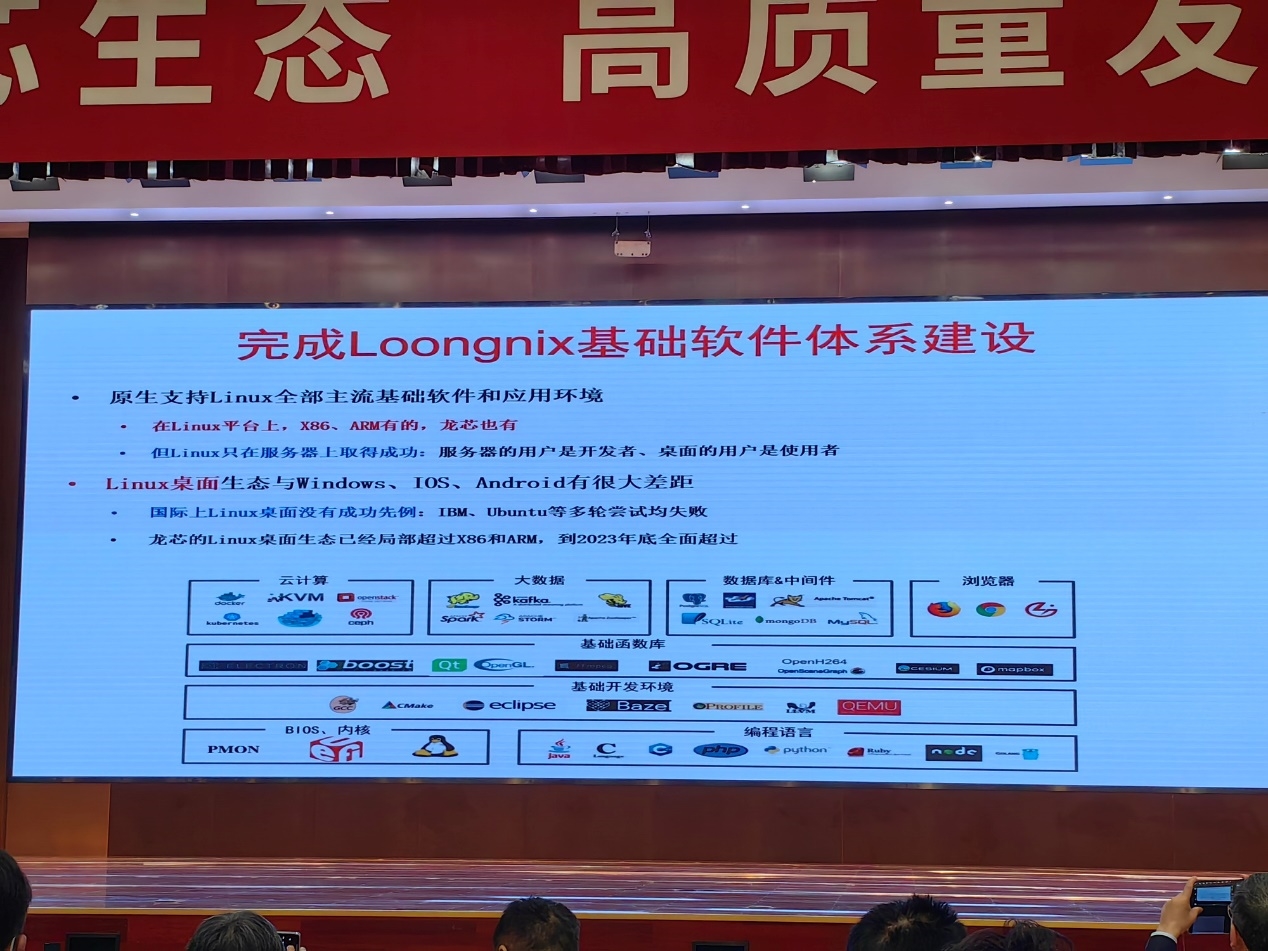 生态 高质量发
完成Loongnix基础软件体系建设
• 原生支持Linux全部主流基础软件和应用环境
• 在Linux平台上，X86、ARM有的，龙芯也有
• 但Linux只在服务器上取得成功：服务器的用户是开发者、桌面的用户是使用者
• Linux桌面生态与Windows、IOS、Android有很大差距
• 国际上Linux桌面没有成功先例：IBM、Ubuntu等多轮尝试均失败
• 龙芯的Linux桌面生态已经局部超过X86和ARM，到2023年底全面超过
云计算 大数据 数据库&中间件 浏览器
docker KVM openstack kafka Apache Tomcat
kubernetes ceph Spark STORM SQLite mongoDB MySQL
基础函数库
ELECTRON boost Qt OpenGL OGRE OpenH264 OpenSceneGraph CESIUM mapbox
基础开发环境
GCC CMake eclipse Bazel OPROFILE LLVM QEMU
BIOS、内核 编程语言
PMON Java C php python Ruby node